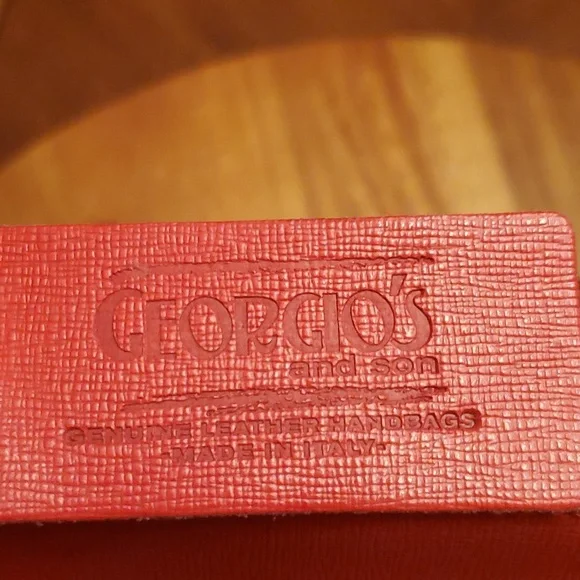 GEORGIO'S
and son
GENUINE LEATHER HANDBAGS
-MADE IN ITALY-